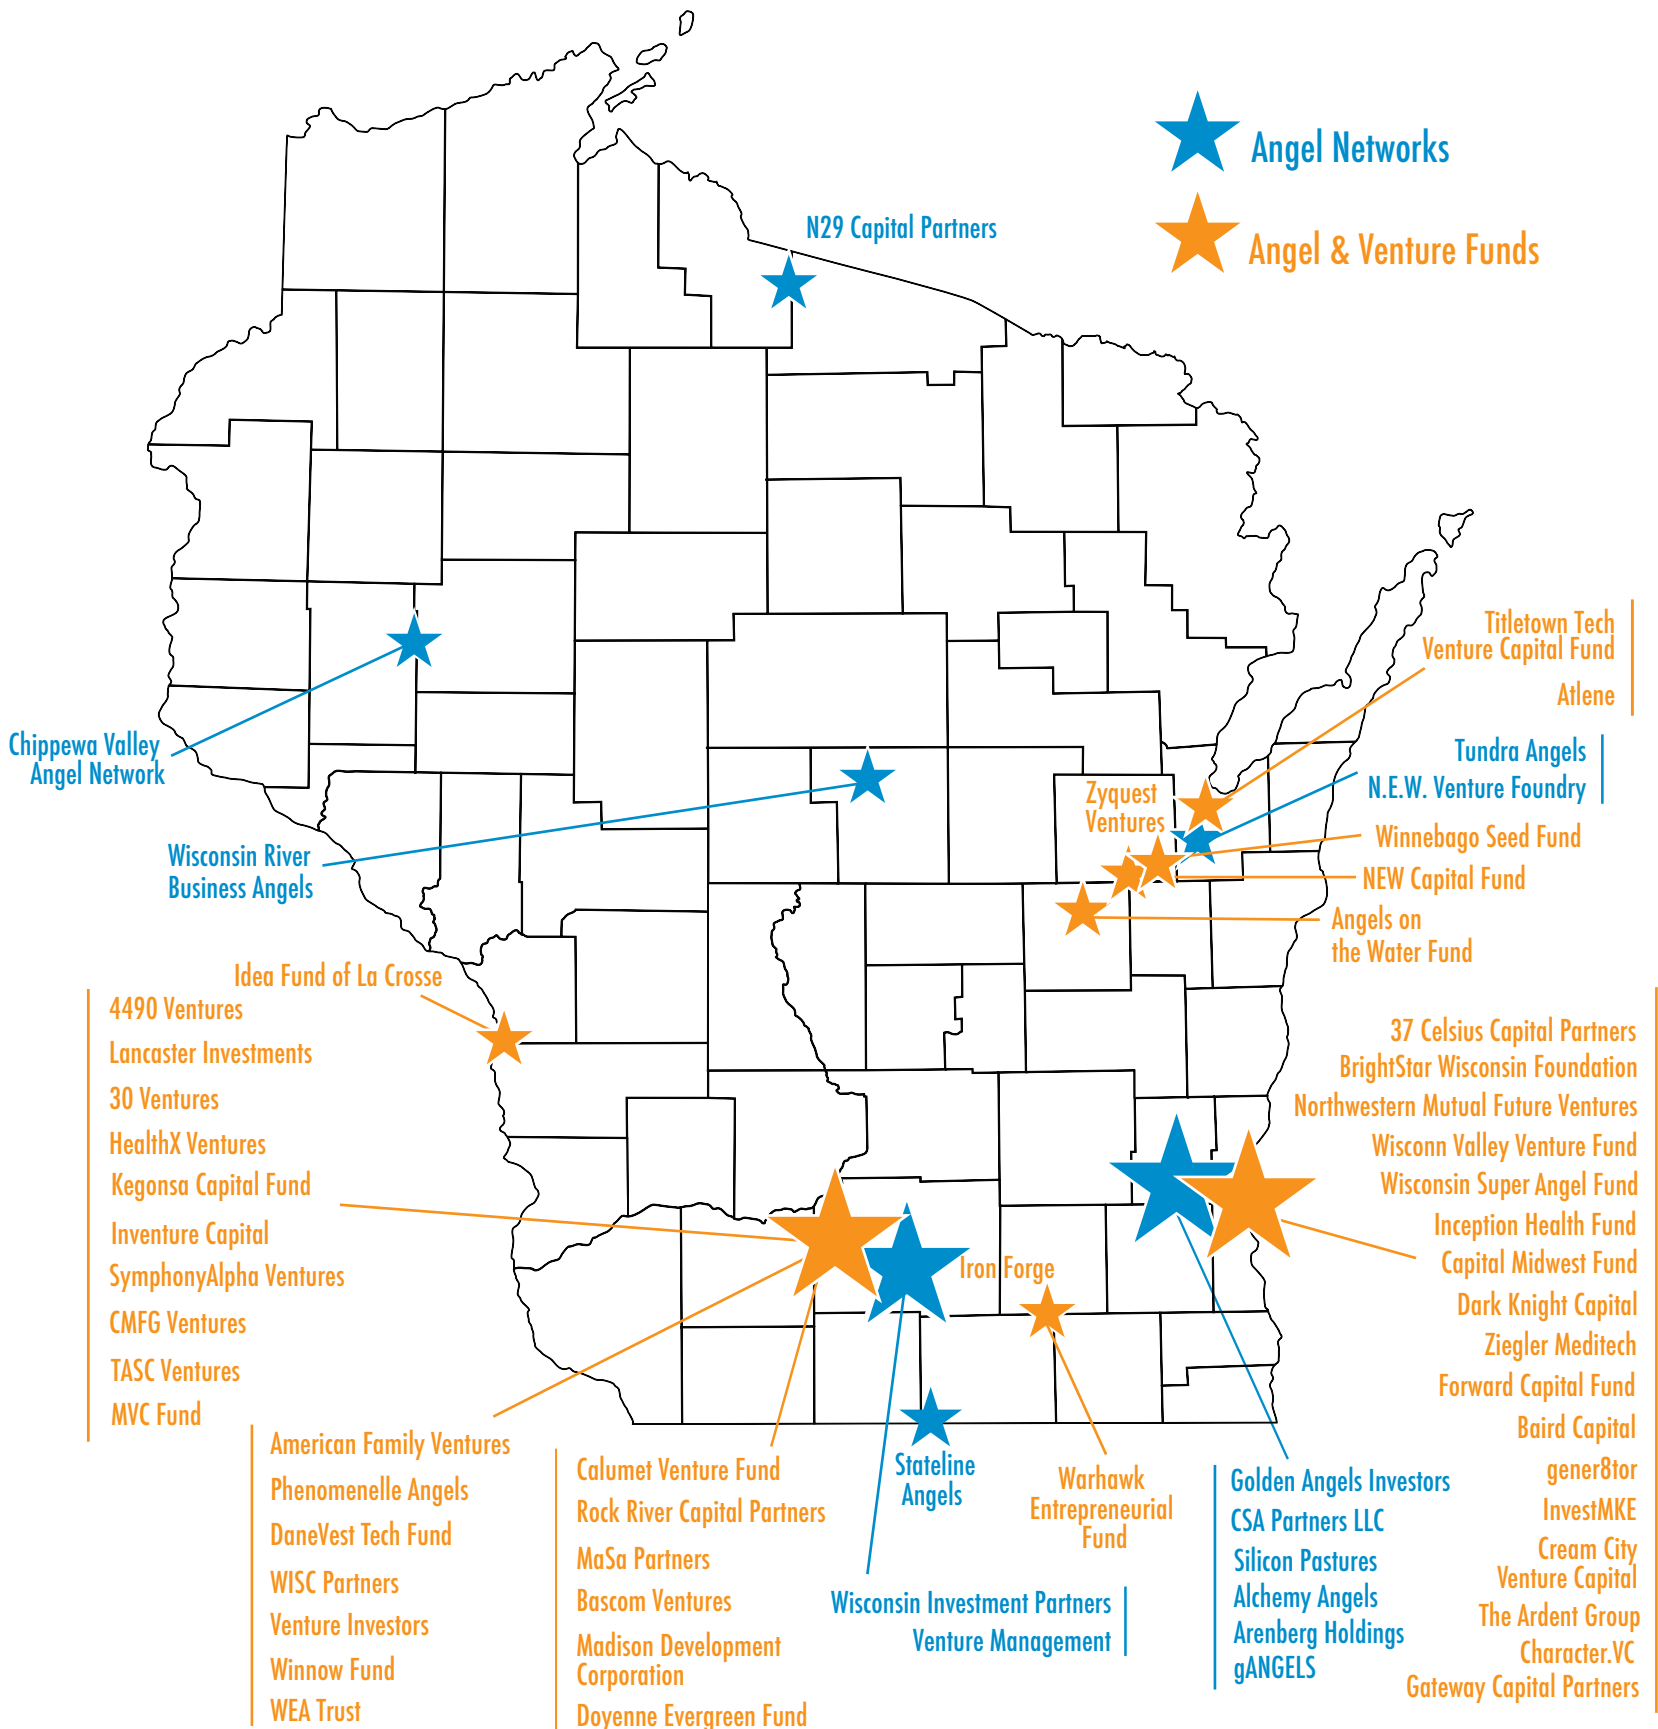 Angel Networks
Angel & Venture Funds
N29 Capital Partners
Chippewa Valley
Angel Network
Wisconsin River
Business Angels
Titletown Tech
Venture Capital Fund
Atlene
Tundra Angels
N.E.W. Venture Foundry
Zyquest
Ventures
Winnebago Seed Fund
NEW Capital Fund
Angels on
the Water Fund
Idea Fund of La Crosse
4490 Ventures
Lancaster Investments
30 Ventures
HealthX Ventures
Kegonsa Capital Fund
Inventure Capital
SymphonyAlpha Ventures
CMFG Ventures
TASC Ventures
MVC Fund
American Family Ventures
Phenomenelle Angels
DaneVest Tech Fund
WISC Partners
Venture Investors
Winnow Fund
WEA Trust
Calumet Venture Fund
Rock River Capital Partners
MaSa Partners
Bascom Ventures
Madison Development
Corporation
Doyenne Evergreen Fund
Iron Forge
Stateline
Angels
Wisconsin Investment Partners
Venture Management
Warhawk
Entrepreneurial
Fund
Golden Angels Investors
CSA Partners LLC
Silicon Pastures
Alchemy Angels
Arenberg Holdings
gANGELS
37 Celsius Capital Partners
BrightStar Wisconsin Foundation
Northwestern Mutual Future Ventures
Wisconn Valley Venture Fund
Wisconsin Super Angel Fund
Inception Health Fund
Capital Midwest Fund
Dark Knight Capital
Ziegler Meditech
Forward Capital Fund
Baird Capital
gener8tor
InvestMKE
Cream City
Venture Capital
The Ardent Group
Character.VC
Gateway Capital Partners